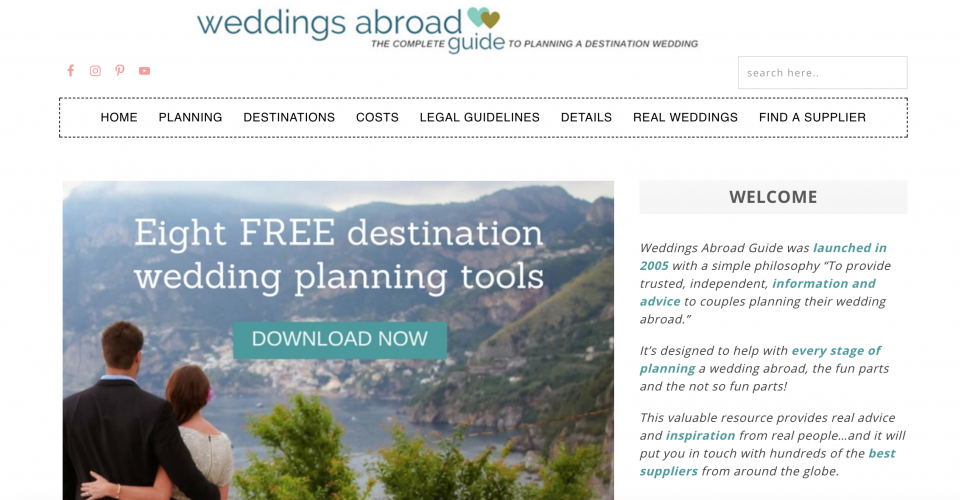 weddings abroad
THE COMPLETE guide TO PLANNING A DESTINATION WEDDING
search here..
HOME PLANNING DESTINATIONS COSTS LEGAL GUIDELINES DETAILS REAL WEDDINGS FIND A SUPPLIER
Eight FREE destination
wedding planning tools
DOWNLOAD NOW
WELCOME
Weddings Abroad Guide was launched in
2005 with a simple philosophy “To provide
trusted, independent, information and
advice to couples planning their wedding
abroad.”
It’s designed to help with every stage of
planning a wedding abroad, the fun parts
and the not so fun parts!
This valuable resource provides real advice
and inspiration from real people…and it will
put you in touch with hundreds of the best
suppliers from around the globe.